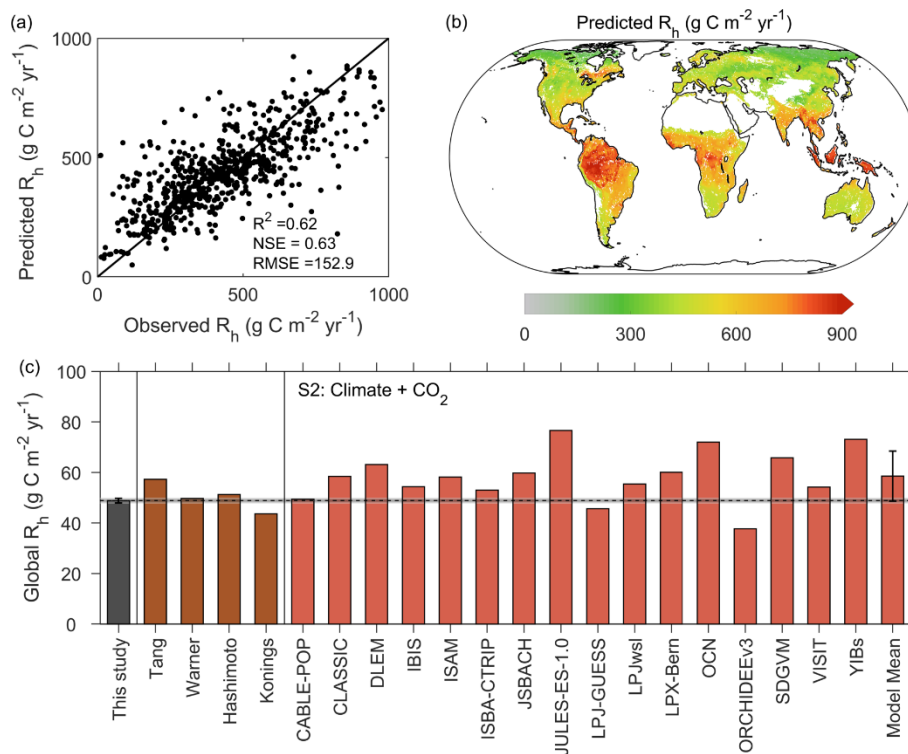 (a)
Predicted R_h (g C m^-2 yr^-1)
1000
500
0
0
500
1000
R^2 =0.62
NSE = 0.63
RMSE =152.9
Observed R_h (g C m^-2 yr^-1)
(b)
Predicted R_h (g C m^-2 yr^-1)
0
300
600
900
(c)
Global R_h (g C m^-2 yr^-1)
100
80
60
40
20
0
S2: Climate + CO_2
This study
Tang
Warner
Hashimoto
Konings
CABLE-POP
CLASSIC
DLEM
IBIS
ISAM
ISBA-CTRIP
JSBACH
JULES-ES-1.0
LPJ-GUESS
LPJwsl
LPX-Bern
OCN
ORCHIDEEv3
SDGVM
VISIT
YIBs
Model Mean